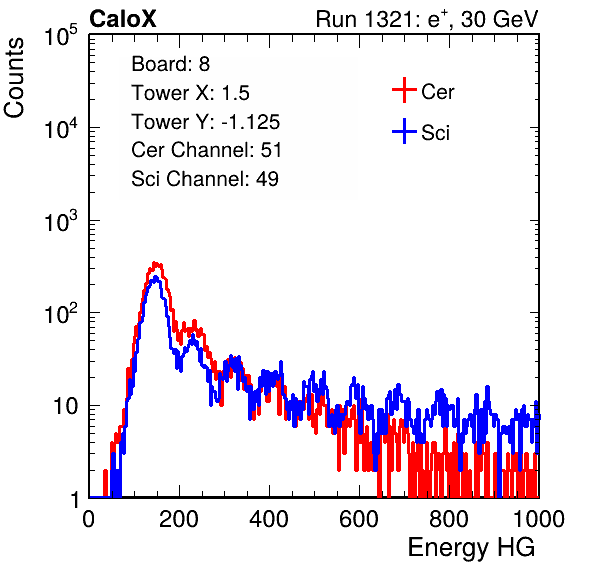 CaloX Run 1321: e⁺, 30 GeV
Counts
Board: 8
Tower X: 1.5
Tower Y: -1.125
Cer Channel: 51
Sci Channel: 49
Cer
Sci
10⁵
10⁴
10³
10²
10
1
0 200 400 600 800 1000
Energy HG